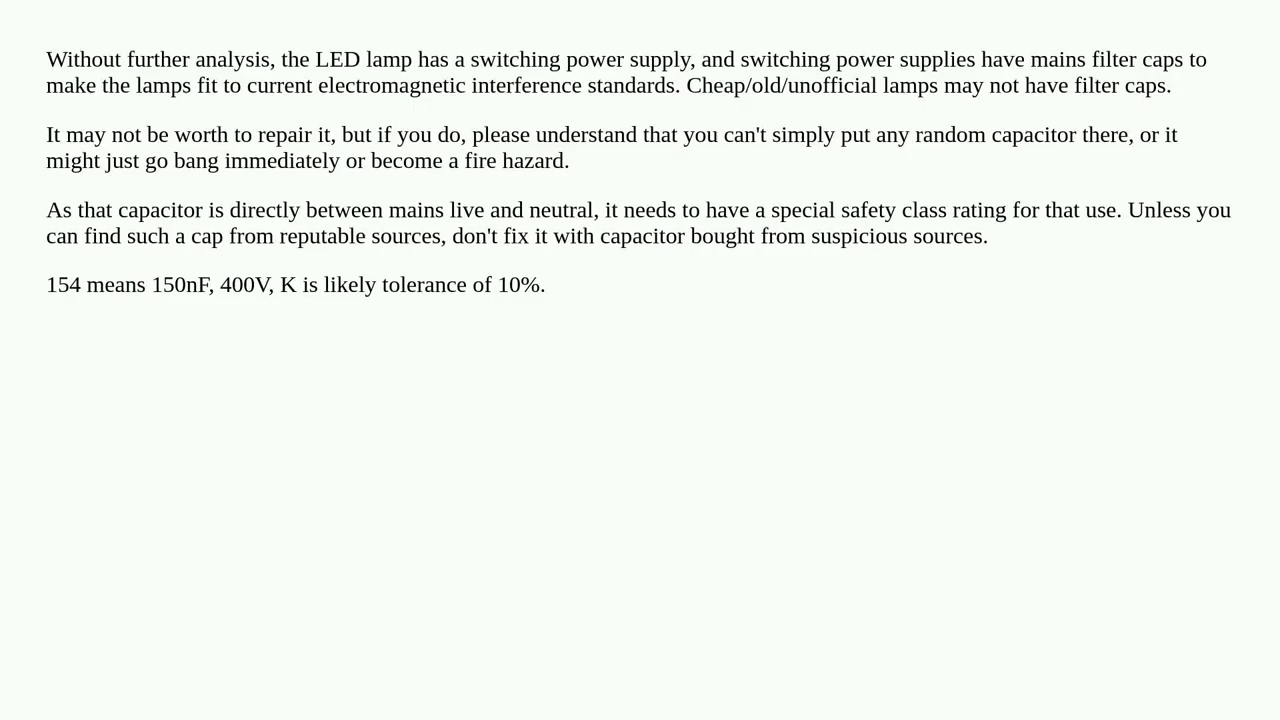 Without further analysis, the LED lamp has a switching power supply, and switching power supplies have mains filter caps to
make the lamps fit to current electromagnetic interference standards. Cheap/old/unofficial lamps may not have filter caps.
It may not be worth to repair it, but if you do, please understand that you can't simply put any random capacitor there, or it
might just go bang immediately or become a fire hazard.
As that capacitor is directly between mains live and neutral, it needs to have a special safety class rating for that use. Unless you
can find such a cap from reputable sources, don't fix it with capacitor bought from suspicious sources.
154 means 150nF, 400V, K is likely tolerance of 10%.